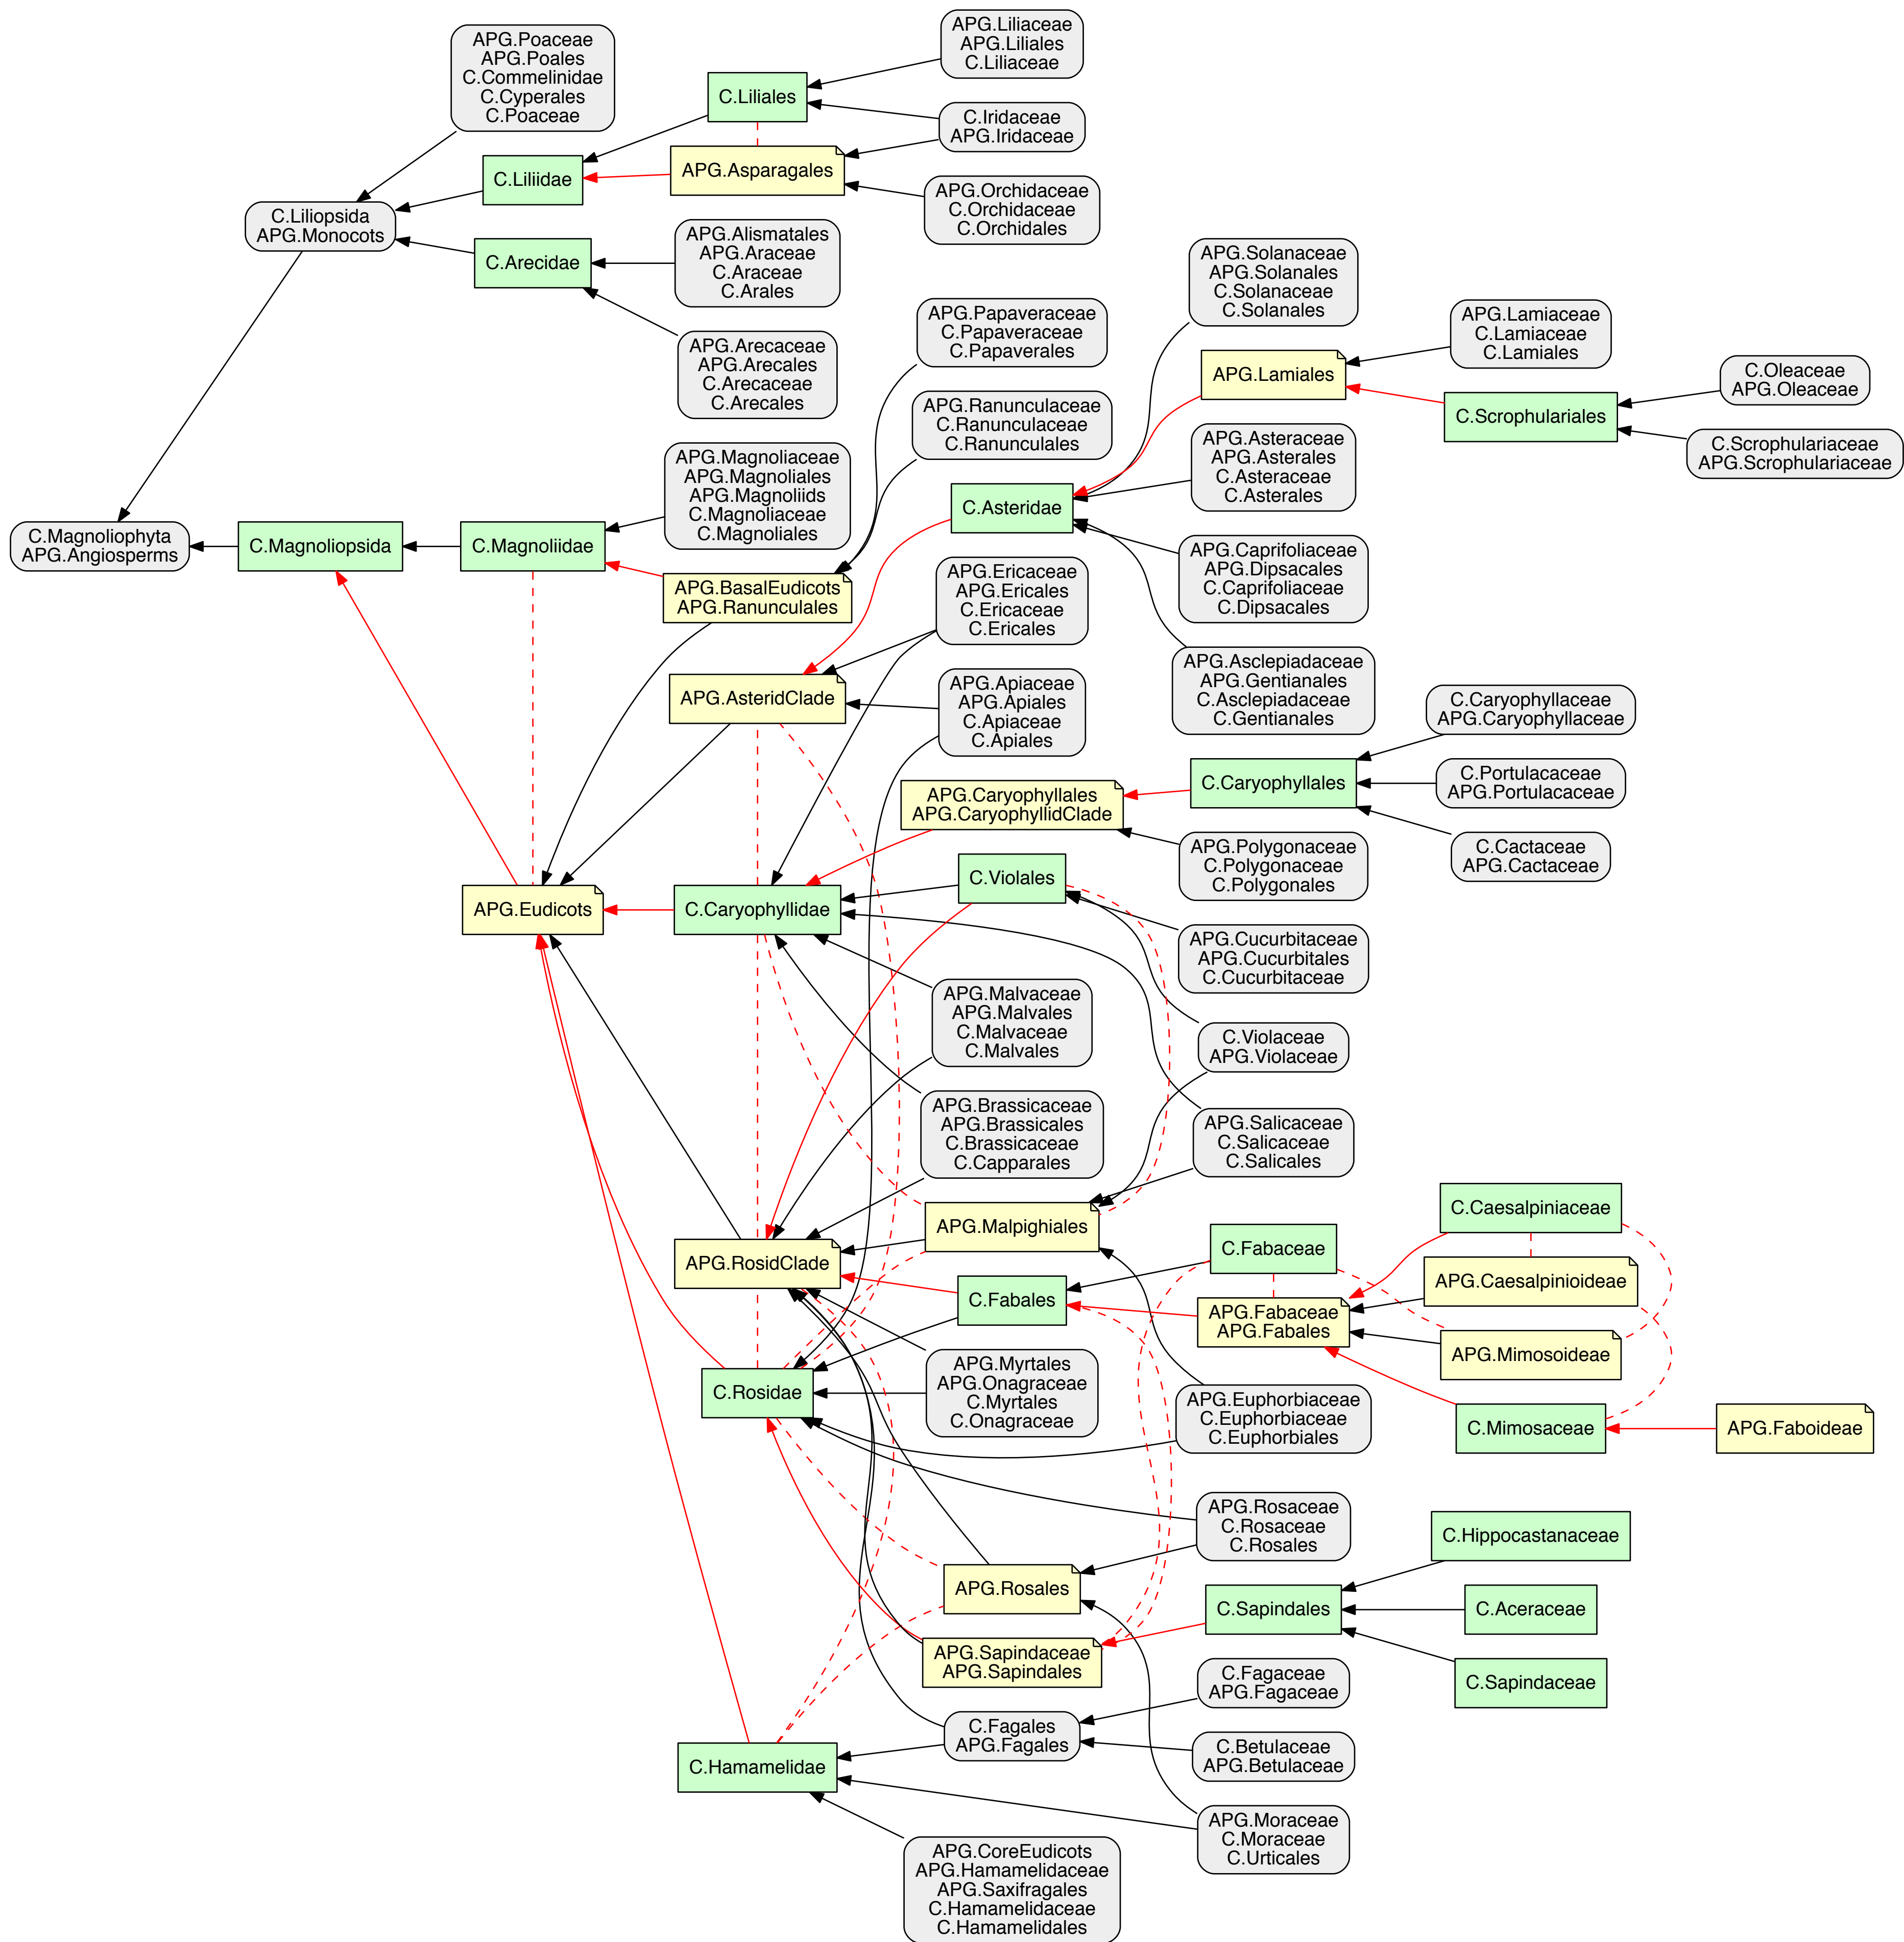 APG.Poaceae
APG.Poales
C.Commelinidae
C.Cyperales
C.Poaceae
APG.Liliaceae
APG.Liliales
C.Liliaceae
C.Liliales
C.Iridaceae
APG.Iridaceae
C.Liliidae
APG.Asparagales
APG.Orchidaceae
C.Orchidaceae
C.Orchidales
C.Liliopsida
APG.Monocots
C.Arecidae
APG.Alismatales
APG.Araceae
C.Araceae
C.Arales
APG.Arecaceae
APG.Arecales
C.Arecaceae
C.Arecales
APG.Papaveraceae
C.Papaveraceae
C.Papaverales
APG.Solanaceae
APG.Solanales
C.Solanaceae
C.Solanales
APG.Lamiales
APG.Lamiaceae
C.Lamiaceae
C.Lamiales
C.Oleaceae
APG.Oleaceae
C.Scrophulariales
C.Scrophulariaceae
APG.Scrophulariaceae
APG.Ranunculaceae
C.Ranunculaceae
C.Ranunculales
APG.Asteraceae
APG.Asterales
C.Asteraceae
C.Asterales
APG.Magnoliaceae
APG.Magnoliales
APG.Magnoliids
C.Magnoliaceae
C.Magnoliales
C.Asteridae
C.Magnoliophyta
APG.Angiosperms
C.Magnoliopsida
C.Magnoliidae
APG.BasalEudicots
APG.Ranunculales
APG.Ericaceae
APG.Ericales
C.Ericaceae
C.Ericales
APG.Caprifoliaceae
APG.Dipsacales
C.Caprifoliaceae
C.Dipsacales
APG.AsteridClade
APG.Apiaceae
APG.Apiales
C.Apiaceae
C.Apiales
APG.Asclepiadaceae
APG.Gentianales
C.Asclepiadaceae
C.Gentianales
C.Caryophyllaceae
APG.Caryophyllaceae
APG.Caryophyllales
APG.CaryophyllidClade
C.Caryophyllales
C.Portulacaceae
APG.Portulacaceae
APG.Polygonaceae
C.Polygonaceae
C.Polygonales
C.Cactaceae
APG.Cactaceae
APG.Eudicots
C.Caryophyllidae
C.Violales
APG.Cucurbitaceae
APG.Cucurbitales
C.Cucurbitaceae
APG.Malvaceae
APG.Malvales
C.Malvaceae
C.Malvales
C.Violaceae
APG.Violaceae
APG.Brassicaceae
APG.Brassicales
C.Brassicaceae
C.Capparales
APG.Salicaceae
C.Salicaceae
C.Salicales
APG.RosidClade
APG.Malpighiales
C.Fabaceae
C.Caesalpiniaceae
APG.Caesalpinioideae
C.Fabales
APG.Fabaceae
APG.Fabales
APG.Mimosoideae
C.Rosidae
APG.Myrtales
APG.Onagraceae
C.Myrtales
C.Onagraceae
APG.Euphorbiaceae
C.Euphorbiaceae
C.Euphorbiales
C.Mimosaceae
APG.Faboideae
APG.Rosaceae
C.Rosaceae
C.Rosales
C.Hippocastanaceae
APG.Rosales
C.Sapindales
C.Aceraceae
APG.Sapindaceae
APG.Sapindales
C.Sapindaceae
C.Fagaceae
APG.Fagaceae
C.Fagales
APG.Fagales
C.Hamamelidae
C.Betulaceae
APG.Betulaceae
APG.Moraceae
C.Moraceae
C.Urticales
APG.CoreEudicots
APG.Hamamelidaceae
APG.Saxifragales
C.Hamamelidaceae
C.Hamamelidales